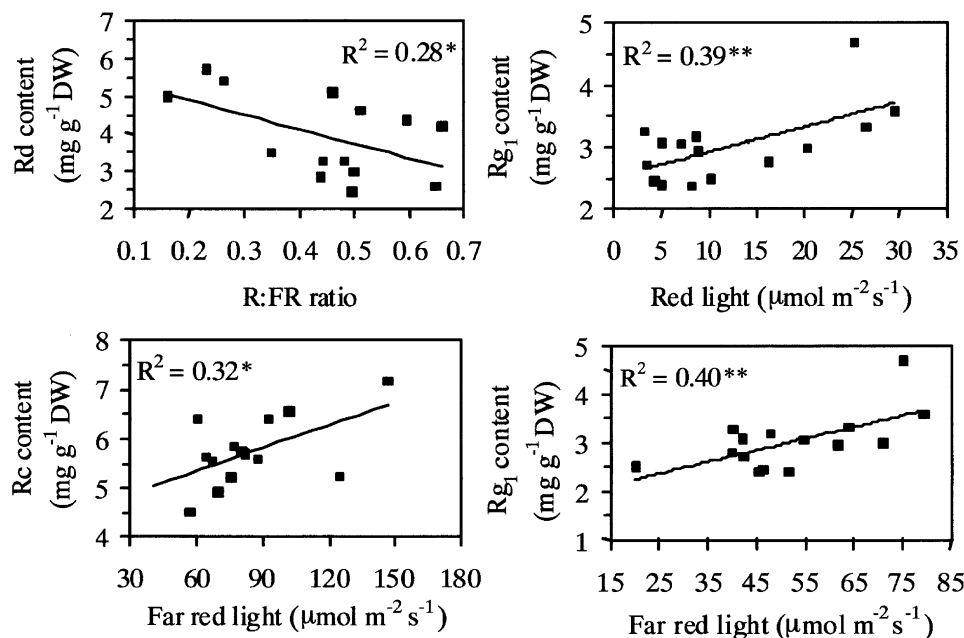 R² = 0.28*
Rd content
(mg g⁻¹ DW)
7
6
5
4
3
2
0.1 0.2 0.3 0.4 0.5 0.6 0.7
R:FR ratio
R² = 0.39**
Rg₁ content
(mg g⁻¹ DW)
5
4
3
2
1
0 5 10 15 20 25 30 35
Red light (μmol m⁻² s⁻¹)
R² = 0.32*
Rc content
(mg g⁻¹ DW)
8
7
6
5
4
30 60 90 120 150 180
Far red light (μmol m⁻² s⁻¹)
R² = 0.40**
Rg₁ content
(mg g⁻¹ DW)
5
4
3
2
1
15 25 35 45 55 65 75 85
Far red light (μmol m⁻² s⁻¹)